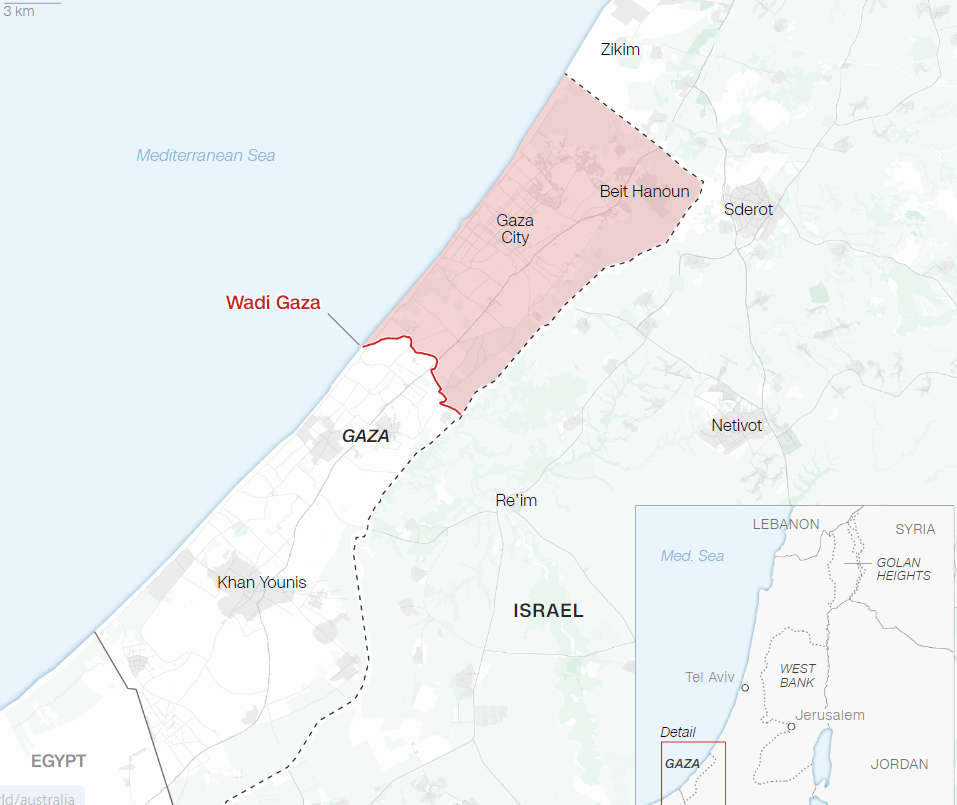 3 km
Zikim
Mediterranean Sea
Beit Hanoun
Sderot
Gaza
City
Wadi Gaza
Netivot
GAZA
Re'im
LEBANON
SYRIA
Med. Sea
GOLAN
HEIGHTS
Khan Younis
ISRAEL
WEST
BANK
Tel Aviv
Jerusalem
Detail
GAZA
JORDAN
EGYPT
ld/australia